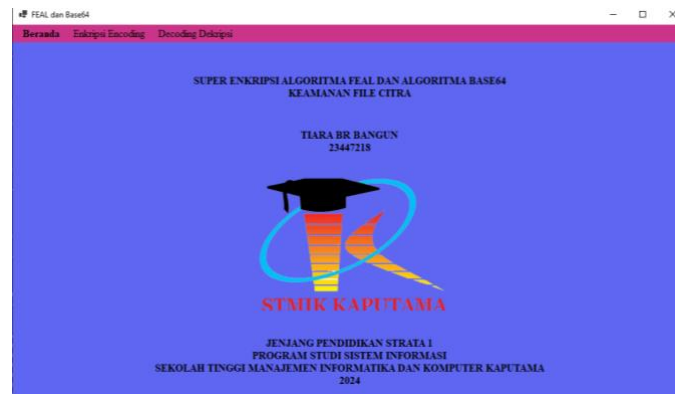 FEAL dan Base64
Beranda Enkripsi Encoding Decoding Dekripsi
SUPER ENKRIPSI ALGORITMA FEAL DAN ALGORITMA BASE64
KEAMANAN FILE CITRA
TIARA BR BANGUN
23447218
STMIK KAPUTAMA
JENJANG PENDIDIKAN STRATA 1
PROGRAM STUDI SISTEM INFORMASI
SEKOLAH TINGGI MANAJEMEN INFORMATIKA DAN KOMPUTER KAPUTAMA
2024